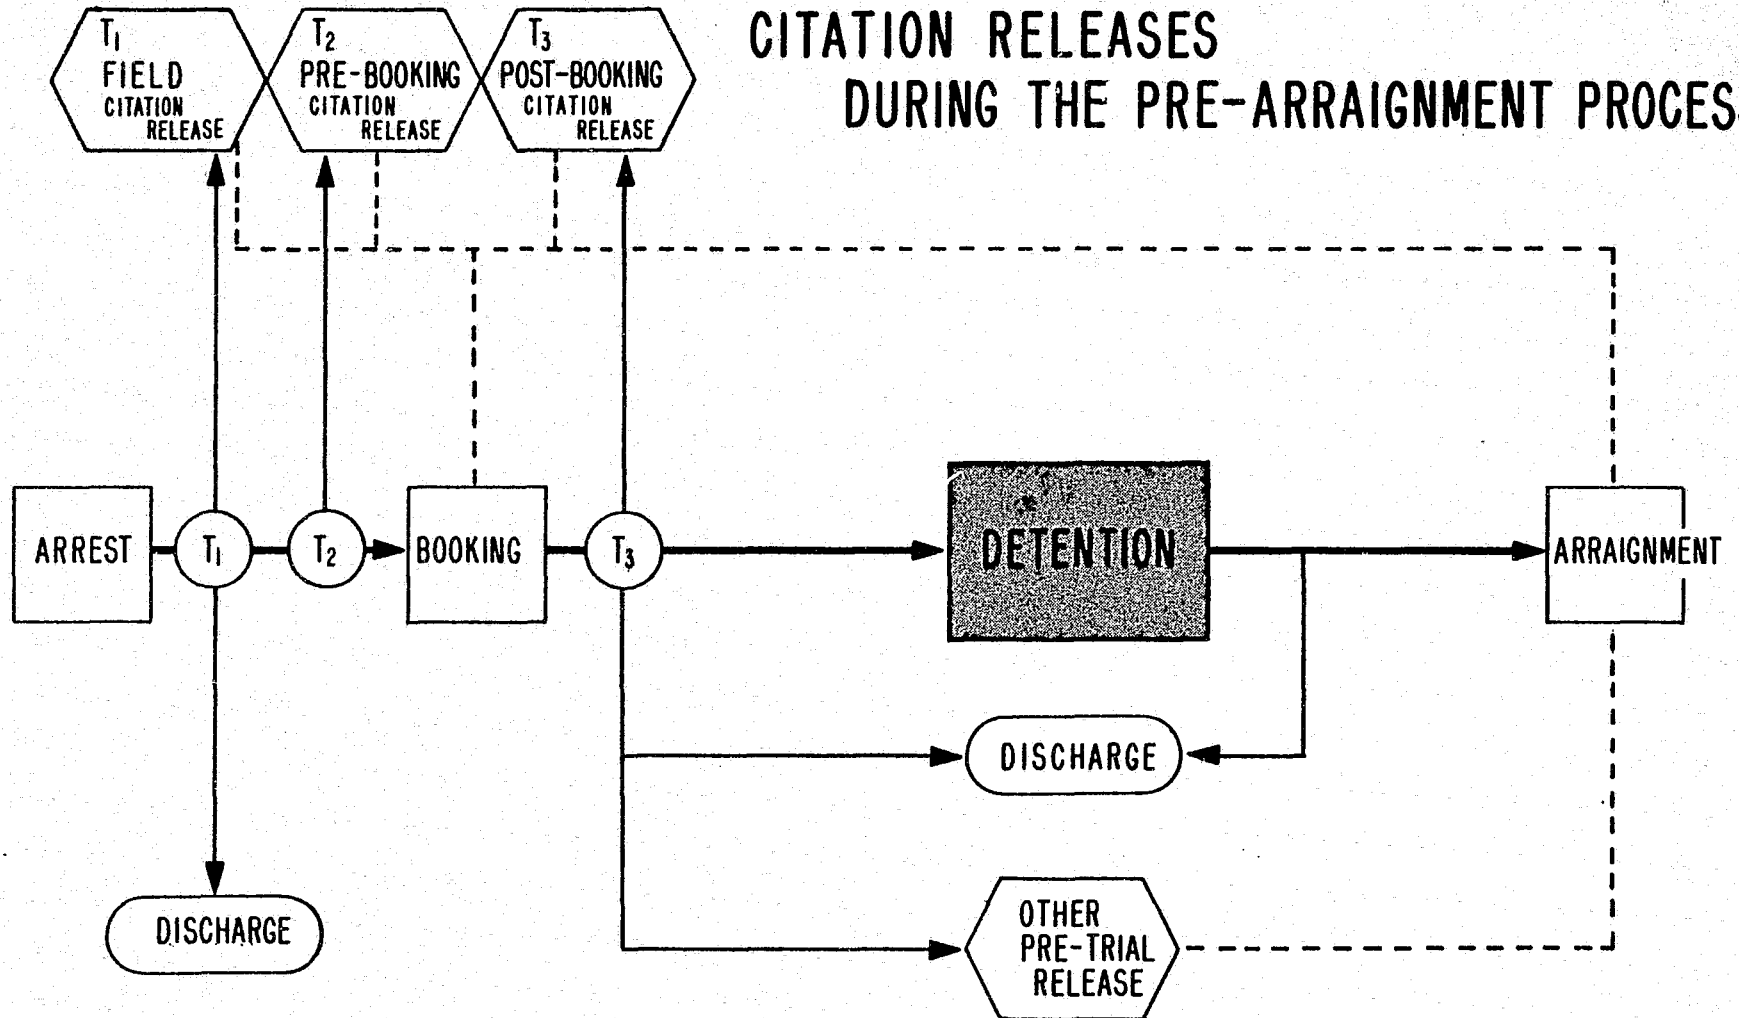 CITATION RELEASES
DURING THE PRE-ARRAIGNMENT PROCES
T1
FIELD
CITATION
RELEASE
T2
PRE-BOOKING
CITATION
RELEASE
T3
POST-BOOKING
CITATION
RELEASE
ARREST
T1
T2
BOOKING
T3
DETENTION
ARRAIGNMENT
DISCHARGE
DISCHARGE
OTHER
PRE-TRIAL
RELEASE